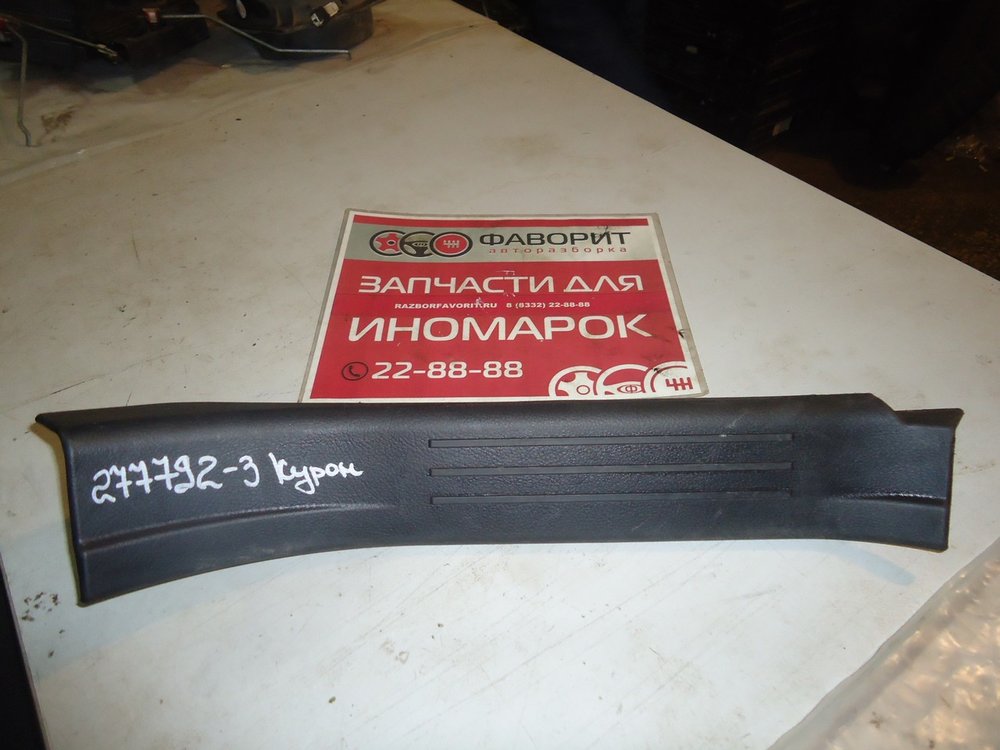 ФАВОРИТ
авторазборка
ЗАПЧАСТИ ДЛЯ
RAZBORFAVORIT.RU 8 (8332) 22-88-88
ИНОМАРОК
22-88-88
277792-3 Курон